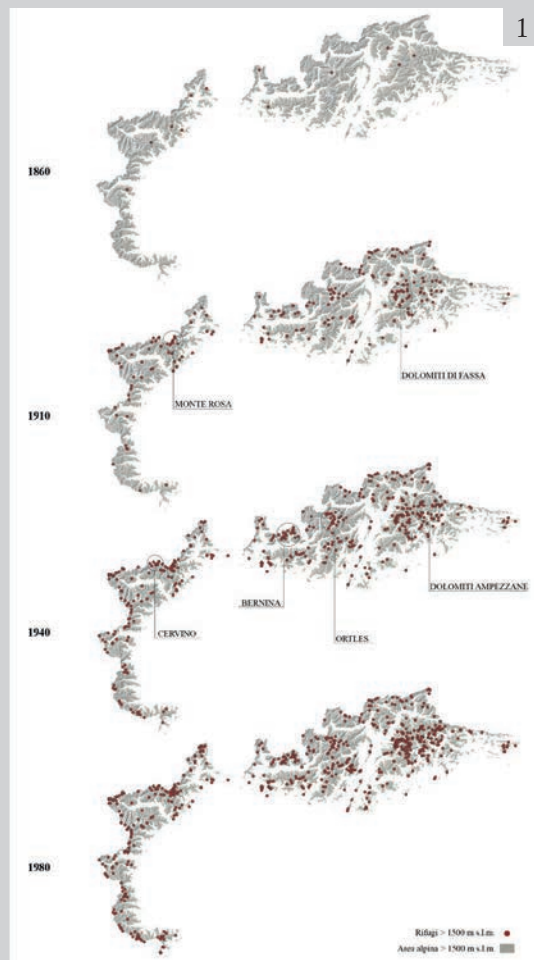 1
1860
DOLOMITI DI FASSA
MONTE ROSA
1910
DOLOMITI AMPEZZANE
BERNINA
CERVINO
ORTLES
1940
1980
Rifugi > 1500 m s.l.m.
Area alpina > 1500 m s.l.m.